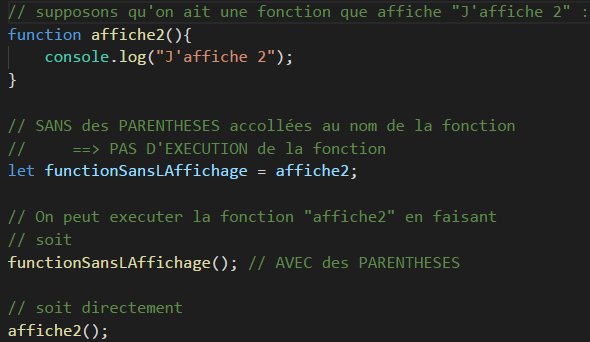 // supposons qu'on ait une fonction que affiche "J'affiche 2" :
function affiche2(){
    console.log("J'affiche 2");
}
// SANS des PARENTHESES accollées au nom de la fonction
//     ==> PAS D'EXECUTION de la fonction
let functionSansLAffichage = affiche2;
// On peut executer la fonction "affiche2" en faisant
// soit
functionSansLAffichage(); // AVEC des PARENTHESES
// soit directement
affiche2();